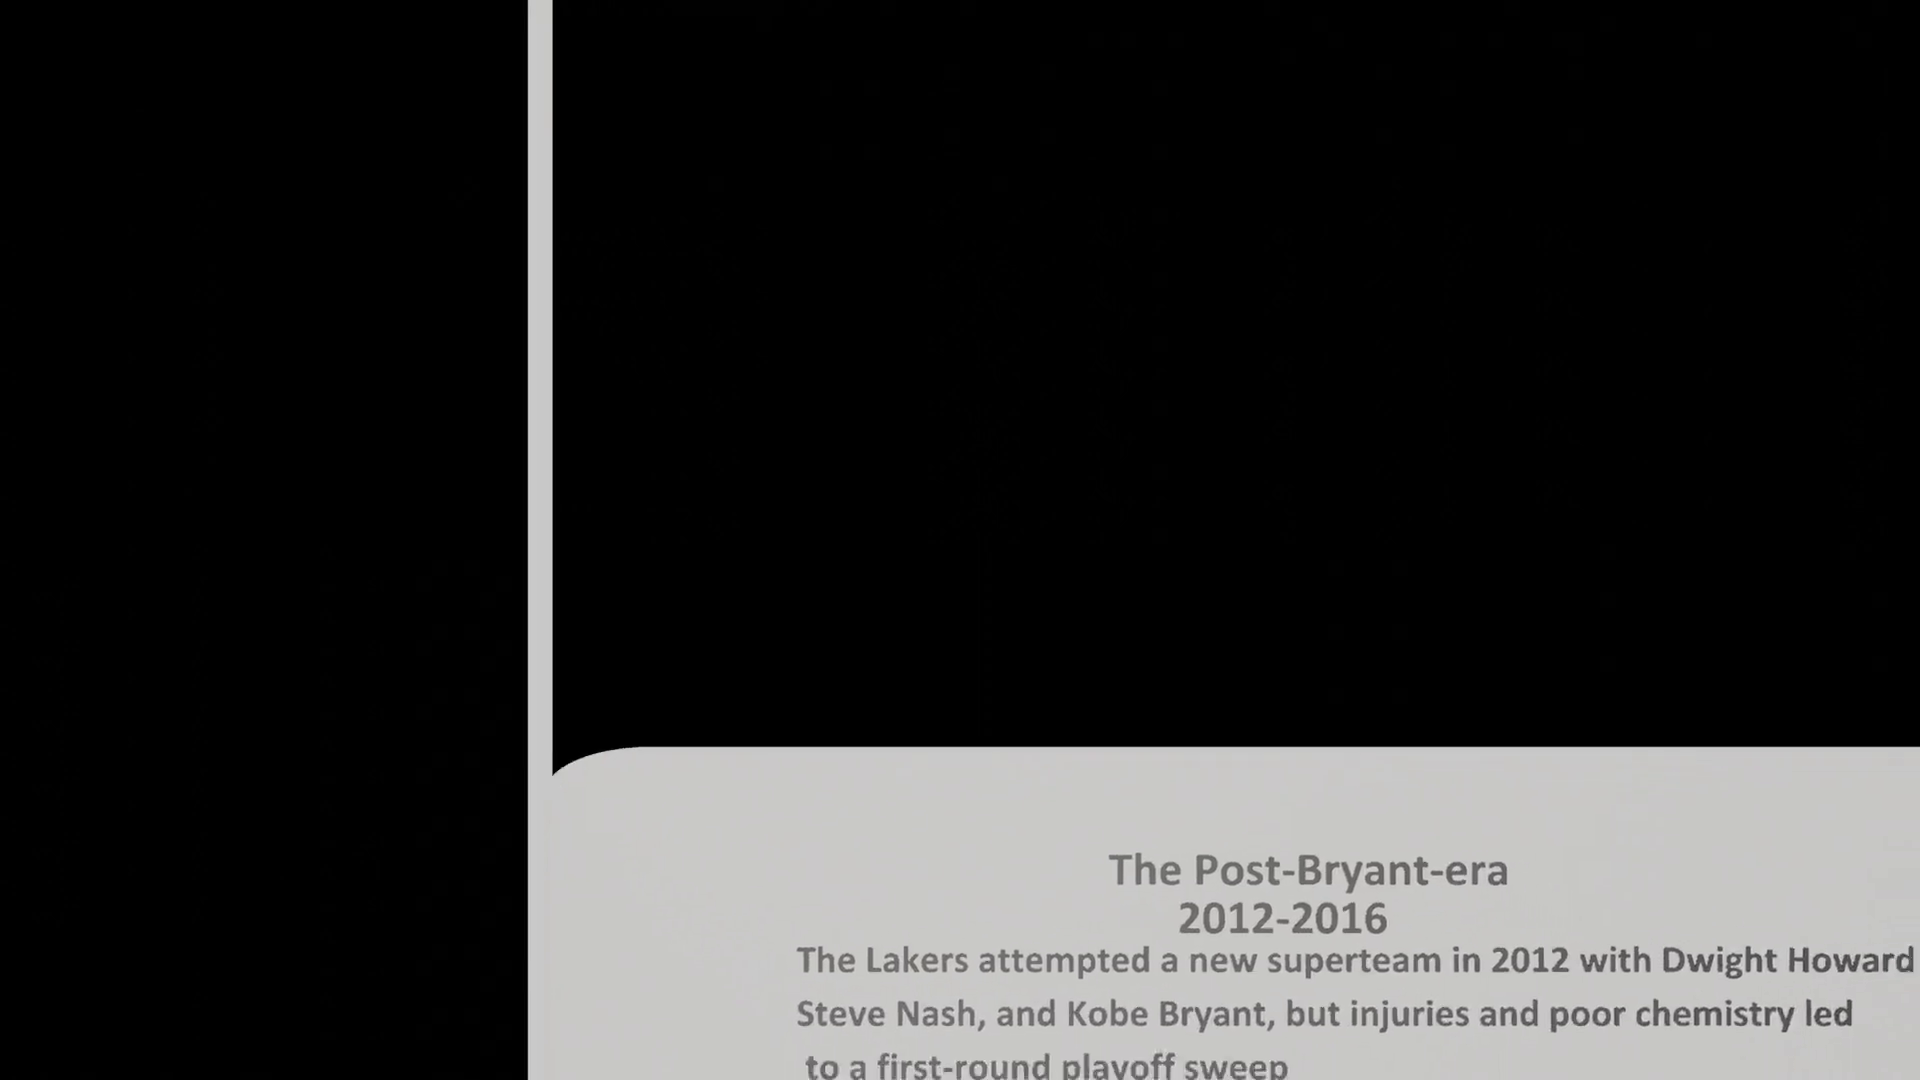 The Post-Bryant-era
2012-2016
The Lakers attempted a new superteam in 2012 with Dwight Howard
Steve Nash, and Kobe Bryant, but injuries and poor chemistry led
to a first-round playoff sweep